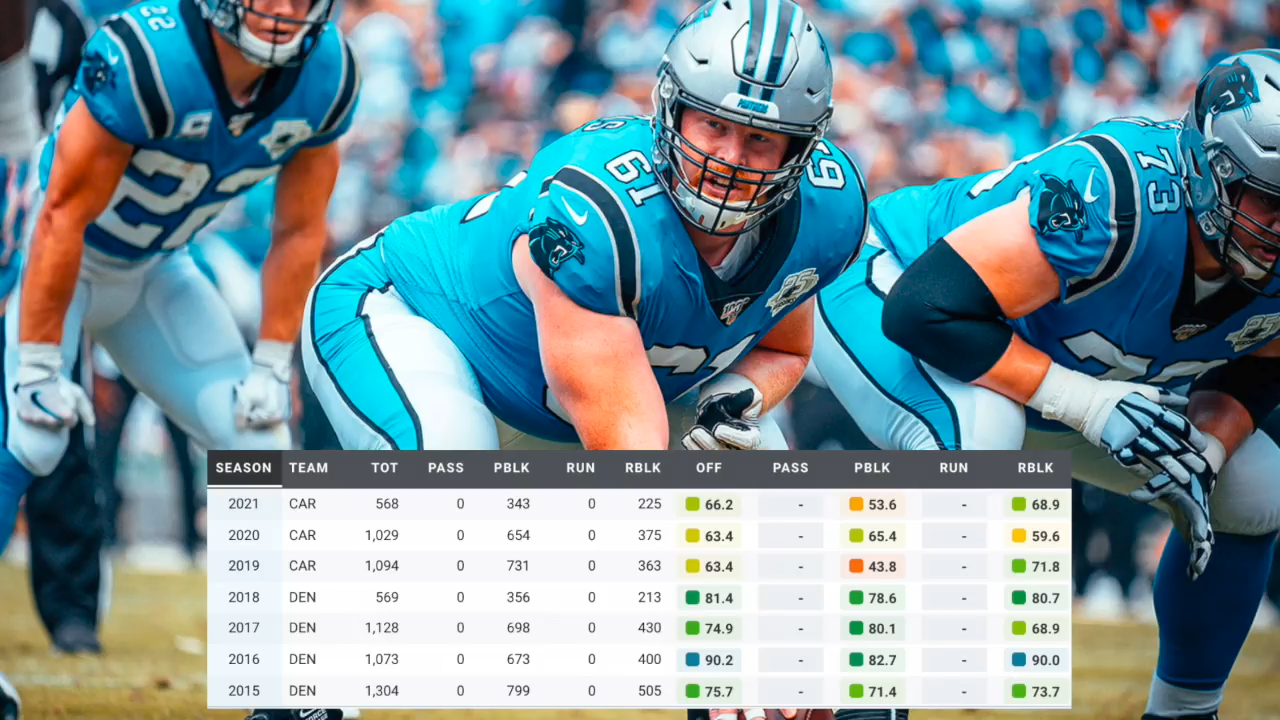 22
22
61
61
73
25
SEASON TEAM TOT PASS PBLK RUN RBLK OFF PASS PBLK RUN RBLK
2021 CAR 568 0 343 0 225 66.2 - 53.6 - 68.9
2020 CAR 1,029 0 654 0 375 63.4 - 65.4 - 59.6
2019 CAR 1,094 0 731 0 363 63.4 - 43.8 - 71.8
2018 DEN 569 0 356 0 213 81.4 - 78.6 - 80.7
2017 DEN 1,128 0 698 0 430 74.9 - 80.1 - 68.9
2016 DEN 1,073 0 673 0 400 90.2 - 82.7 - 90.0
2015 DEN 1,304 0 799 0 505 75.7 - 71.4 - 73.7